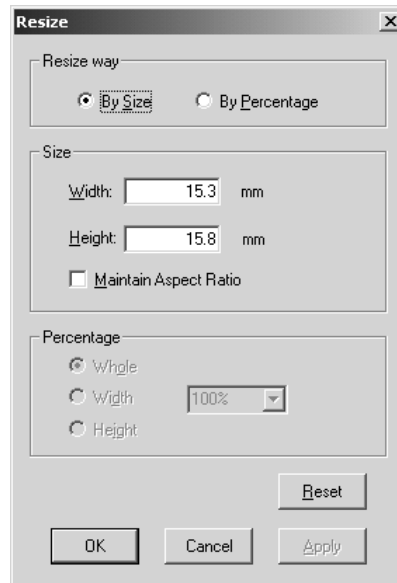 Resize
Resize way
By Size By Percentage
Size
Width: 15.3 mm
Height: 15.8 mm
Maintain Aspect Ratio
Percentage
Whole
Width 100%
Height
Reset
OK Cancel Apply